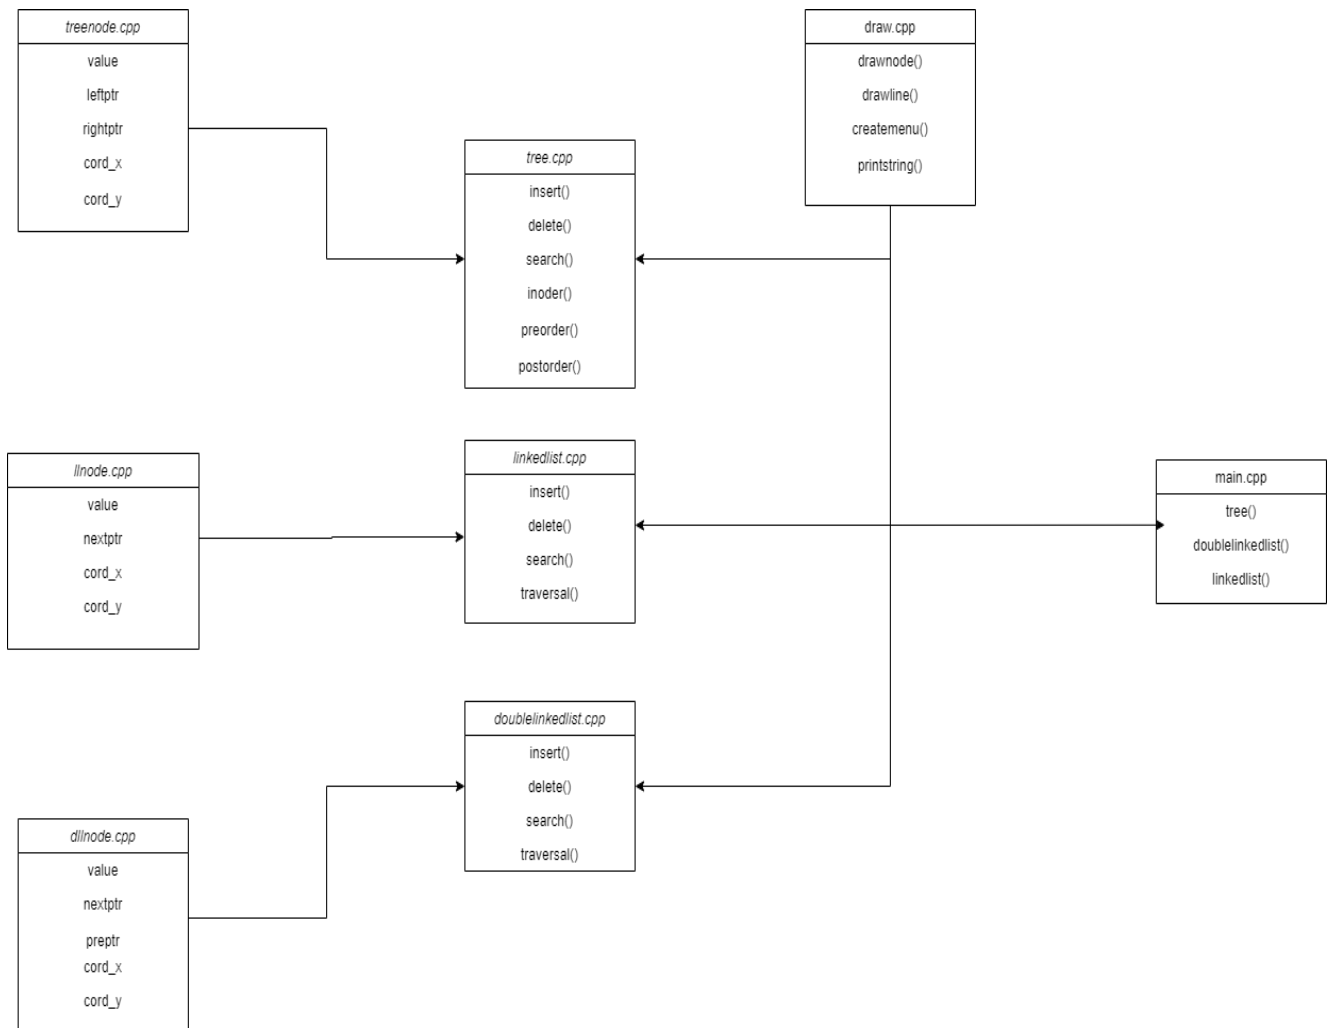 treenode.cpp
value
leftptr
rightptr
cord_x
cord_y
draw.cpp
drawnode()
drawline()
createmenu()
printstring()
tree.cpp
insert()
delete()
search()
inoder()
preorder()
postorder()
llnode.cpp
value
nextptr
cord_x
cord_y
linkedlist.cpp
insert()
delete()
search()
traversal()
main.cpp
tree()
doublelinkedlist()
linkedlist()
doublelinkedlist.cpp
insert()
delete()
search()
traversal()
dllnode.cpp
value
nextptr
preptr
cord_x
cord_y